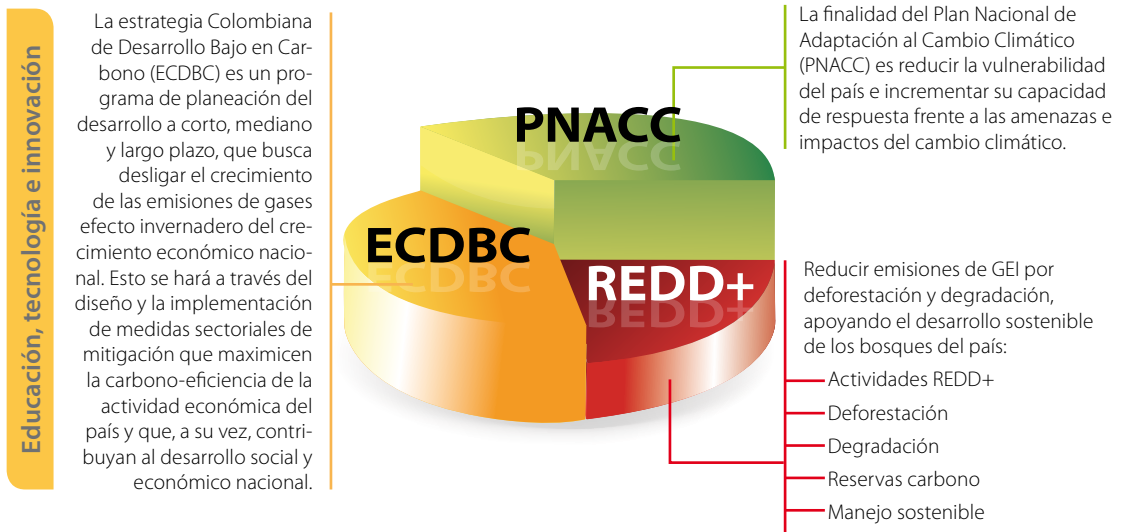 Educación, tecnología e innovación
La estrategia Colombiana
de Desarrollo Bajo en Car-
bono (ECDBC) es un pro-
grama de planeación del
desarrollo a corto, mediano
y largo plazo, que busca
desligar el crecimiento
de las emisiones de gases
efecto invernadero del cre-
cimiento económico nacio-
nal. Esto se hará a través del
diseño y la implementación
de medidas sectoriales de
mitigación que maximicen
la carbono-eficiencia de la
actividad económica del
país y que, a su vez, contri-
buyan al desarrollo social y
económico nacional.
PNACC
ECDBC
REDD+
La finalidad del Plan Nacional de
Adaptación al Cambio Climático
(PNACC) es reducir la vulnerabilidad
del país e incrementar su capacidad
de respuesta frente a las amenazas e
impactos del cambio climático.
Reducir emisiones de GEI por
deforestación y degradación,
apoyando el desarrollo sostenible
de los bosques del país:
Actividades REDD+
Deforestación
Degradación
Reservas carbono
Manejo sostenible